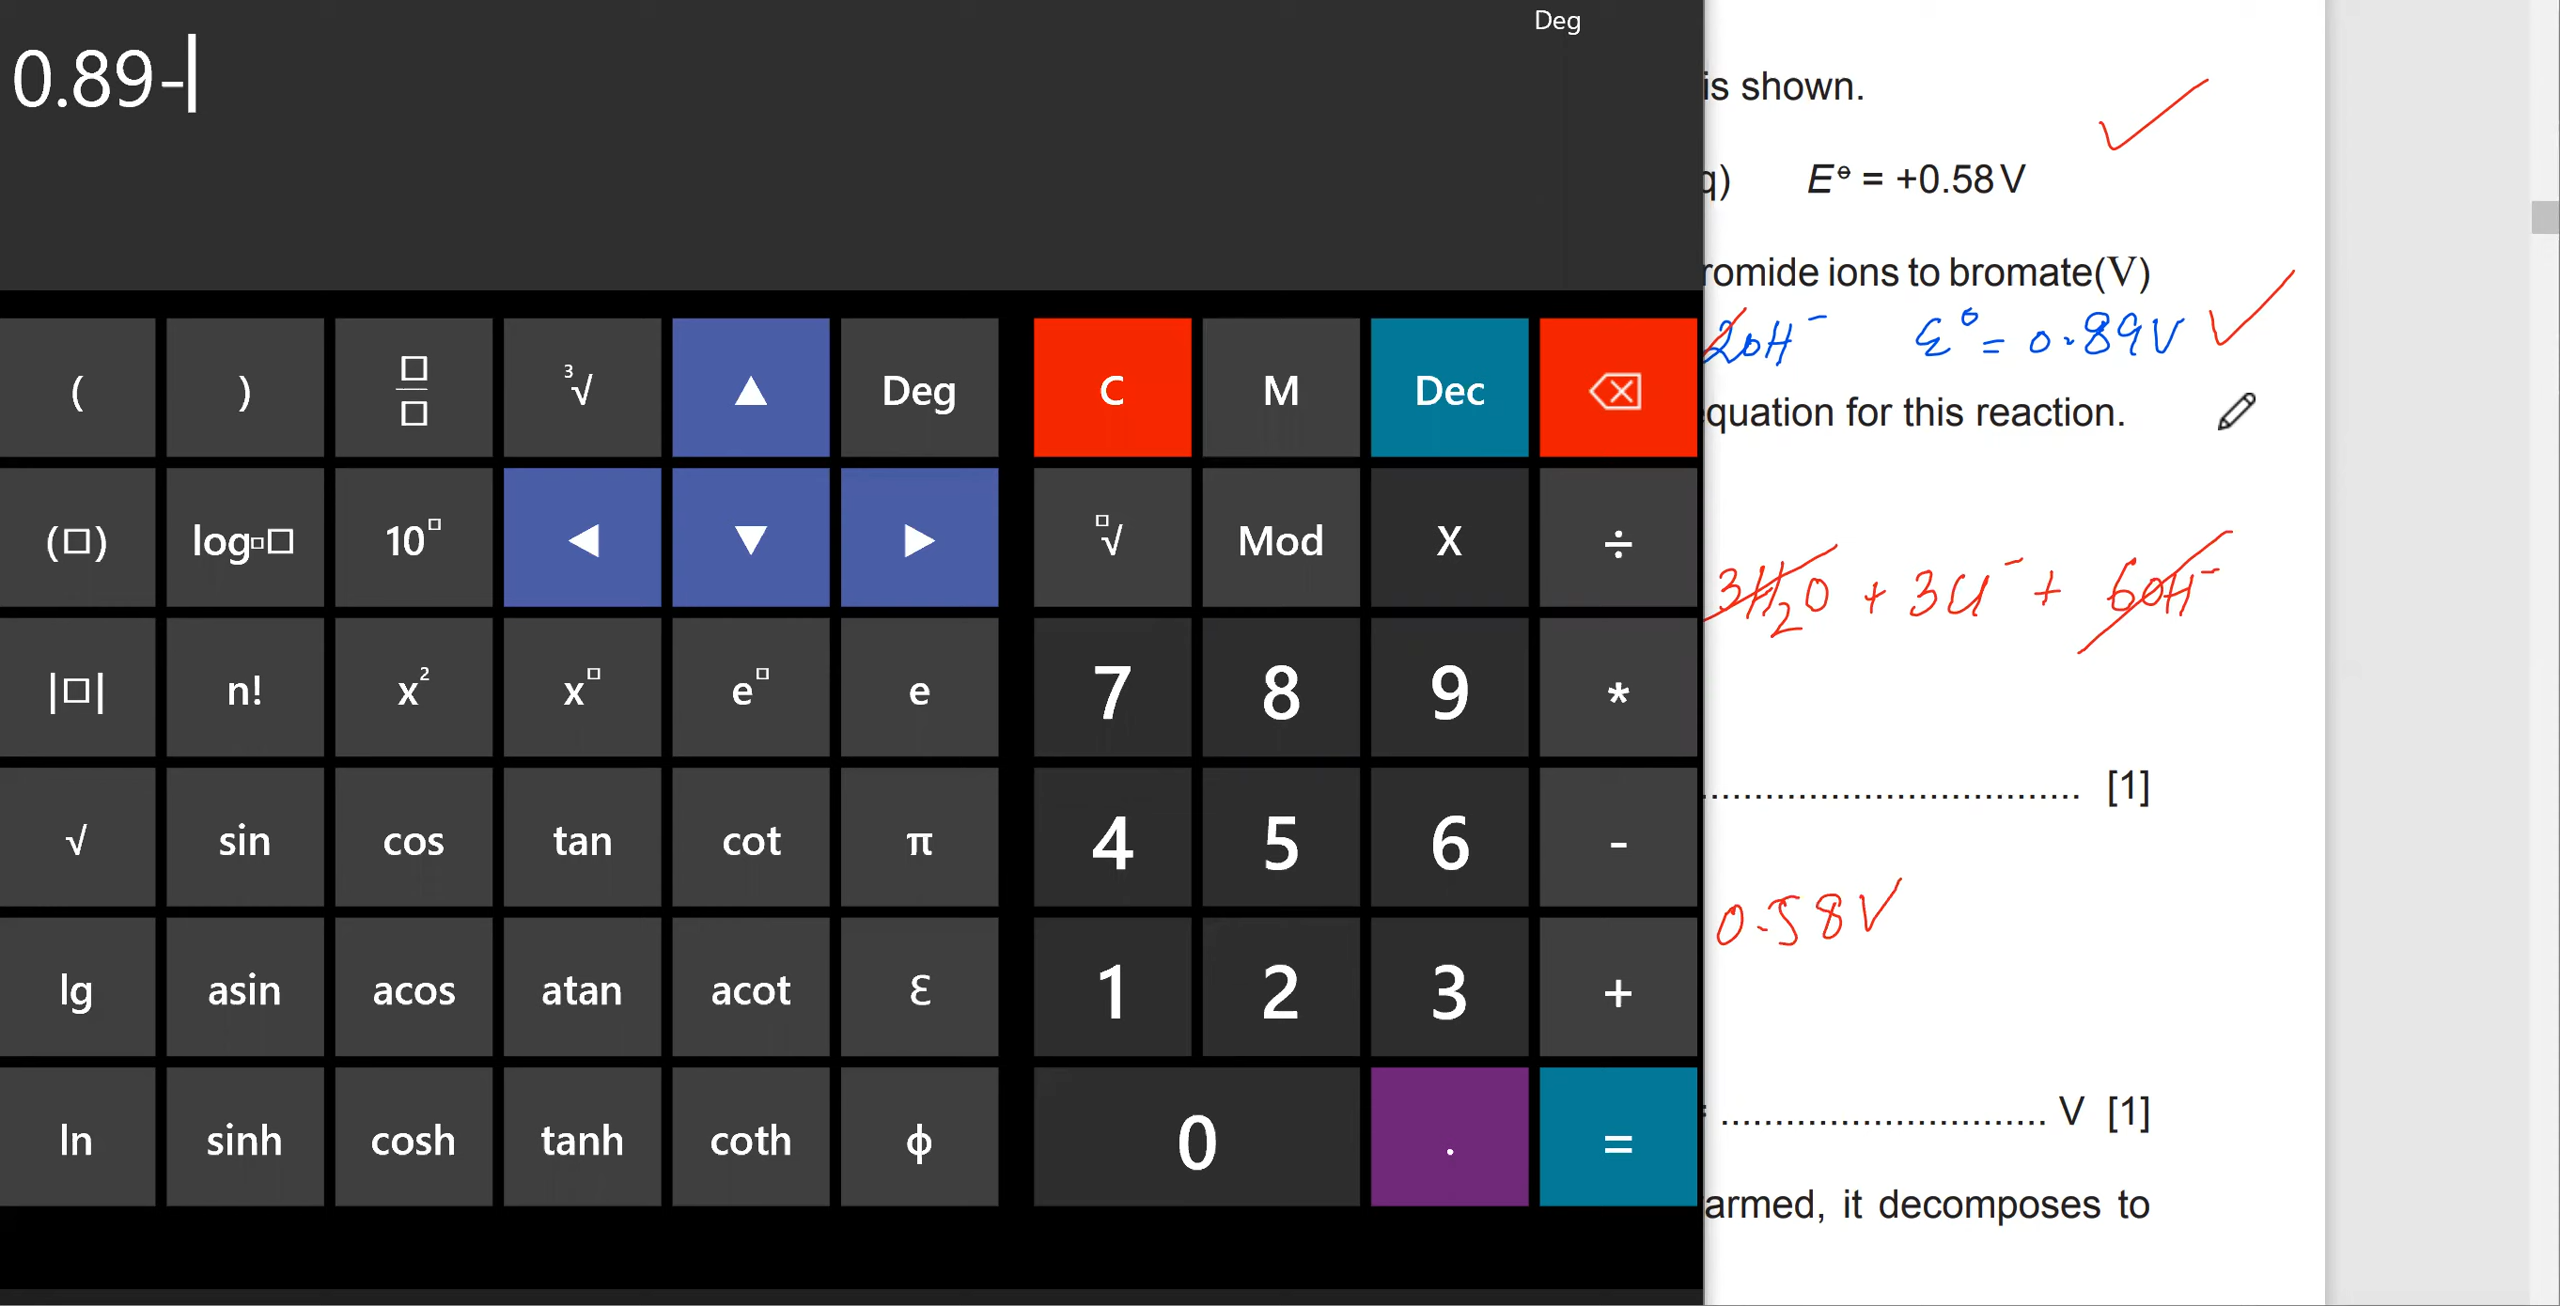 Deg
0.89-
( ) □/□ ³√ ▲ Deg C M Dec ⌫
(□) log□□ 10^□ ◀ ▼ ▶ □√ Mod X ÷
|□| n! x² x^□ e^□ e 7 8 9 *
√ sin cos tan cot π 4 5 6 -
lg asin acos atan acot ε 1 2 3 +
ln sinh cosh tanh coth ϕ 0 . =
is shown.
q) E⦵ = +0.58 V
romide ions to bromate(V)
2OH⁻ E° = 0.89V
equation for this reaction.
3H₂O + 3Cl⁻ + 6OH⁻
.................................. [1]
0.58V
= ............................ V [1]
armed, it decomposes to